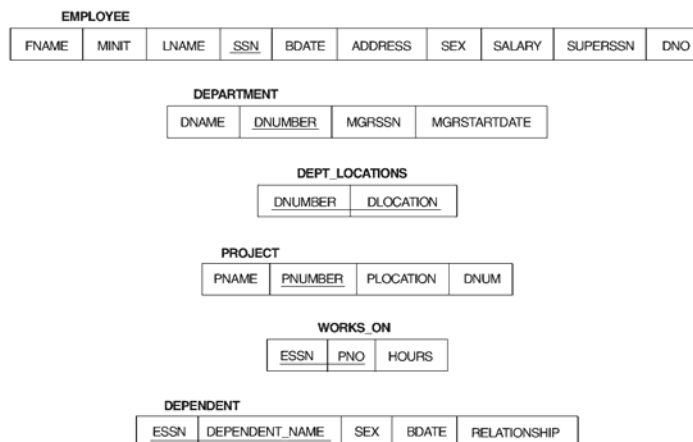 EMPLOYEE
FNAME MINIT LNAME SSN BDATE ADDRESS SEX SALARY SUPERSSN DNO
DEPARTMENT
DNAME DNUMBER MGRSSN MGRSTARTDATE
DEPT_LOCATIONS
DNUMBER DLOCATION
PROJECT
PNAME PNUMBER PLOCATION DNUM
WORKS_ON
ESSN PNO HOURS
DEPENDENT
ESSN DEPENDENT_NAME SEX BDATE RELATIONSHIP